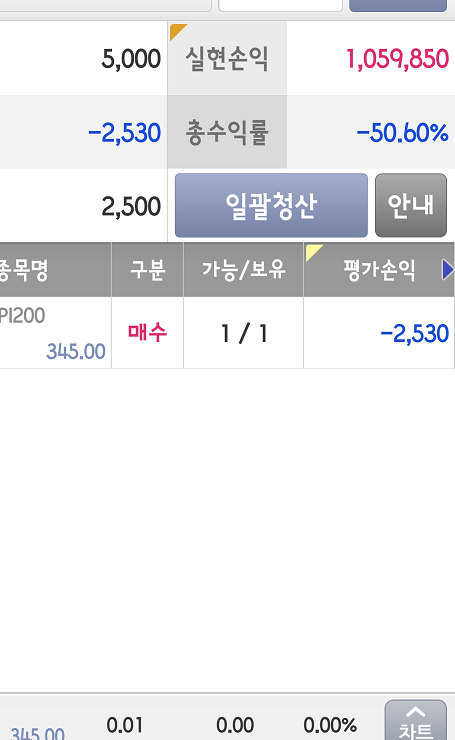 5,000 실현손익 1,059,850
-2,530 총수익률 -50.60%
2,500 일괄청산 안내
종목명 구분 가능/보유 평가손익
PI200
345.00 매수 1 / 1 -2,530
345.00 0.01 0.00 0.00% 차트